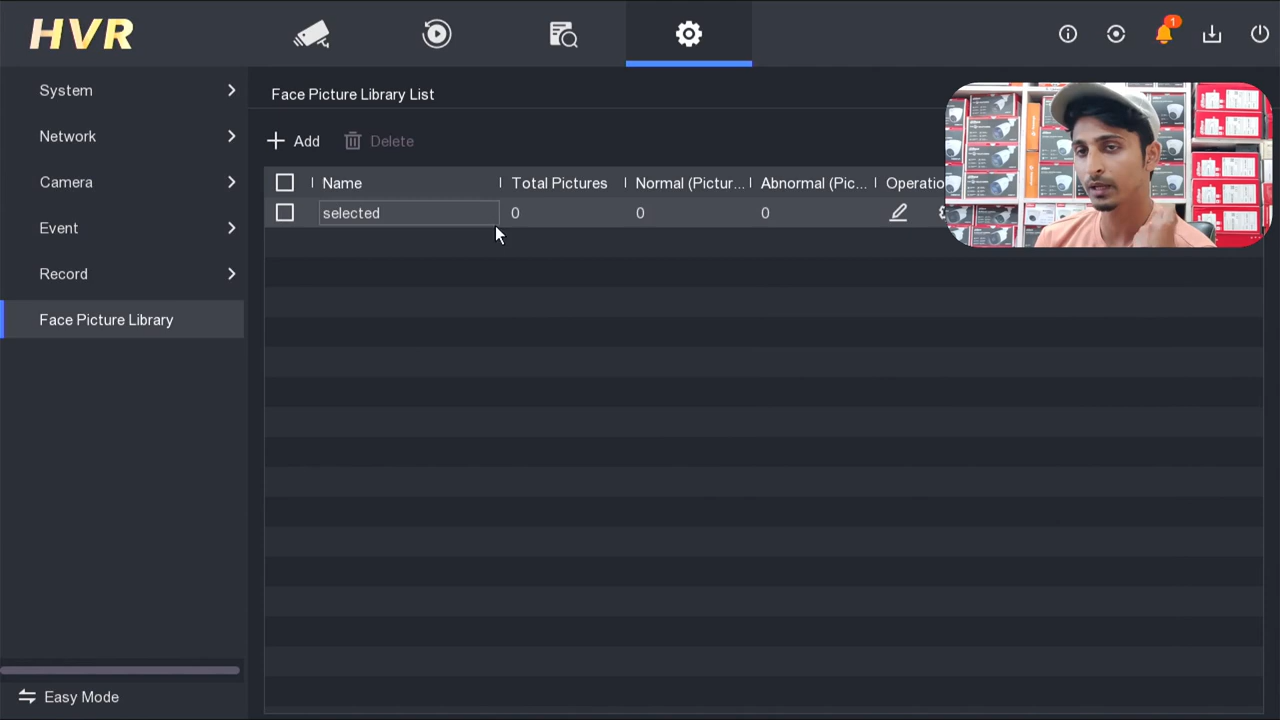 HVR
1
System
Network
Camera
Event
Record
Face Picture Library
Easy Mode
Face Picture Library List
Add
Delete
Name
Total Pictures
Normal (Pictur...
Abnormal (Pic...
Operatio
selected
0
0
0